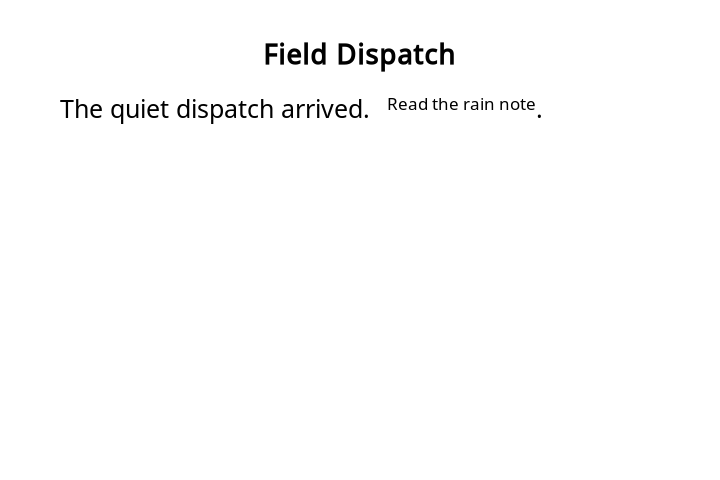 Field Dispatch
The quiet dispatch arrived. Read the rain note.